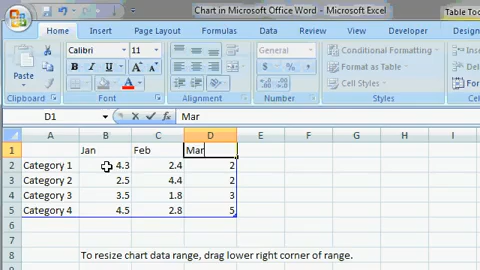 Chart in Microsoft Office Word - Microsoft Excel
Table Too
Home Insert Page Layout Formulas Data Review View Developer Design
Paste
Calibri 11
B I U
General
$ % ,
Conditional Formatting
Format as Table
Cell Styles
Clipboard Font Alignment Number Styles
D1 fx Mar
A B C D E F G H I
1 Jan Feb Mar
2 Category 1 4.3 2.4 2
3 Category 2 2.5 4.4 2
4 Category 3 3.5 1.8 3
5 Category 4 4.5 2.8 5
6
7
8 To resize chart data range, drag lower right corner of range.